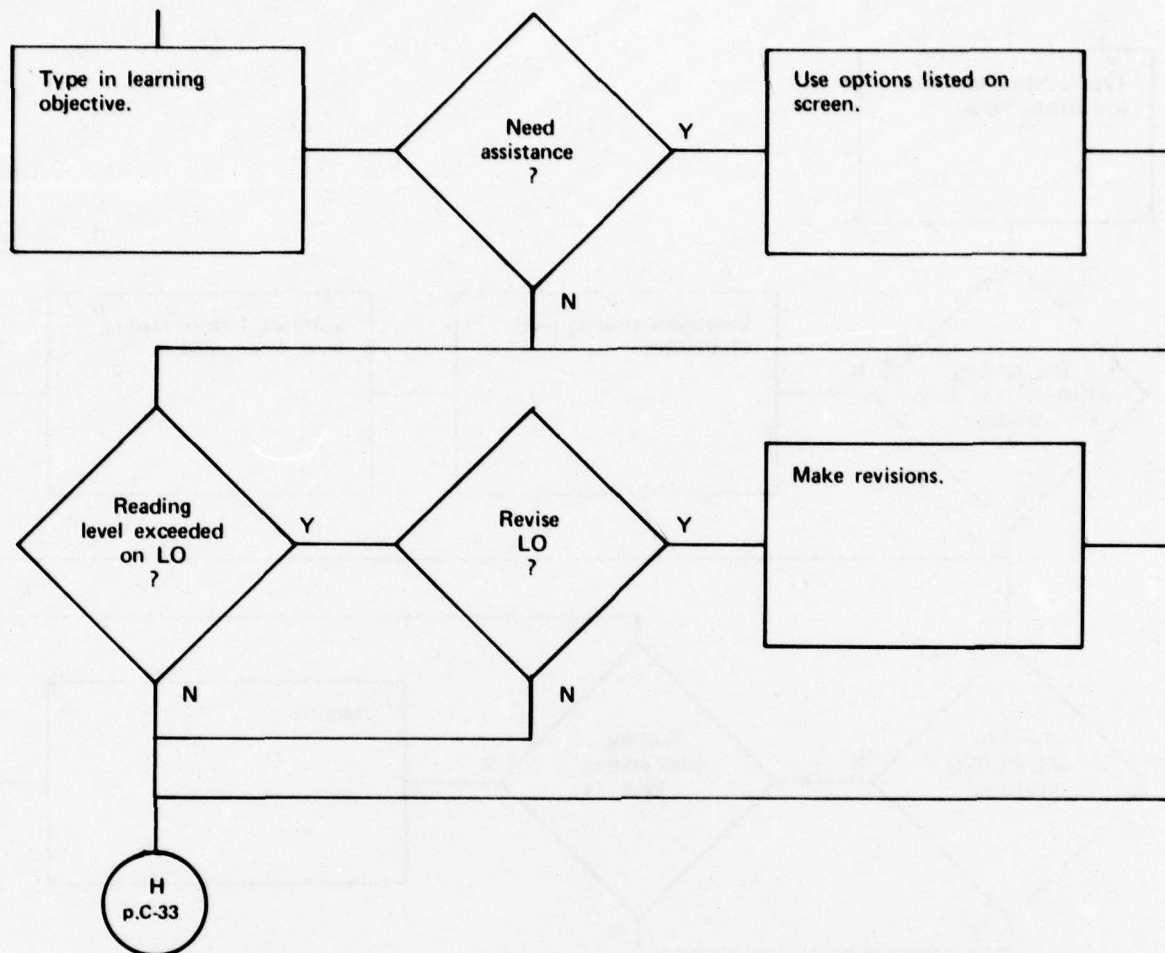 Type in learning
objective.
Need
assistance
?
Y
Use options listed on
screen.
N
Reading
level exceeded
on LO
?
Y
Revise
LO
?
Y
Make revisions.
N
N
H
p.C-33